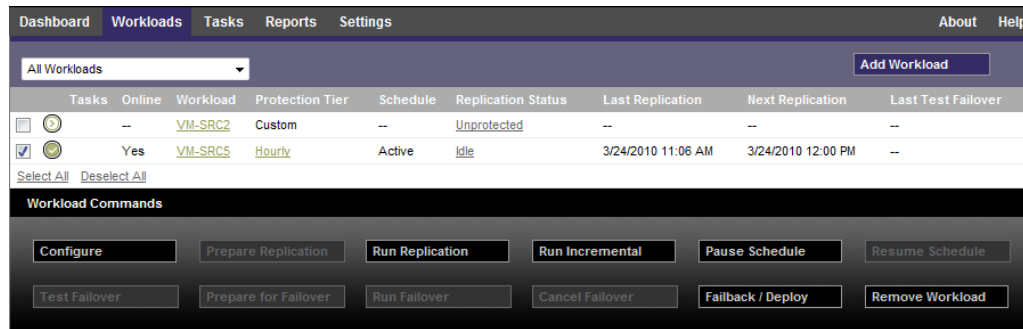 Dashboard Workloads Tasks Reports Settings About Help
All Workloads Add Workload
Tasks Online Workload Protection Tier Schedule Replication Status Last Replication Next Replication Last Test Failover
-- VM-SRC2 Custom -- Unprotected -- -- --
Yes VM-SRC5 Hourly Active Idle 3/24/2010 11:06 AM 3/24/2010 12:00 PM --
Select All Deselect All
Workload Commands
Configure Prepare Replication Run Replication Run Incremental Pause Schedule Resume Schedule
Test Failover Prepare for Failover Run Failover Cancel Failover Failback / Deploy Remove Workload